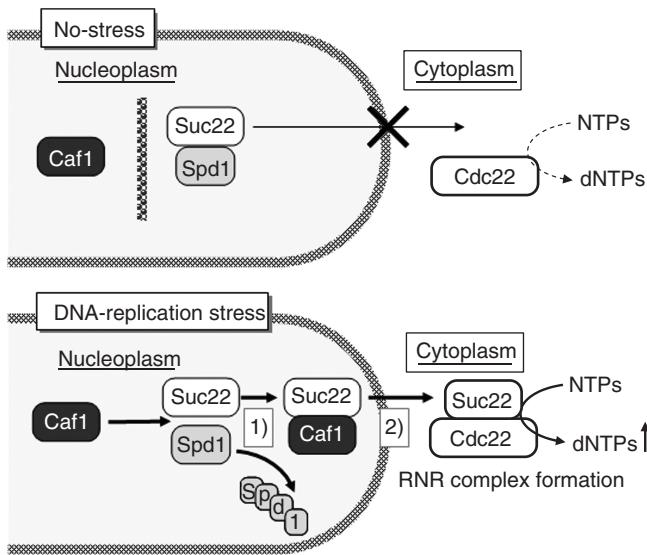 No-stress
Nucleoplasm
Cytoplasm
Suc22
Caf1
Spd1
NTPs
Cdc22
dNTPs
DNA-replication stress
Nucleoplasm
Cytoplasm
Suc22
Suc22
Suc22
NTPs
Caf1
1)
Caf1
2)
Spd1
Cdc22
dNTPs
Spd1
RNR complex formation